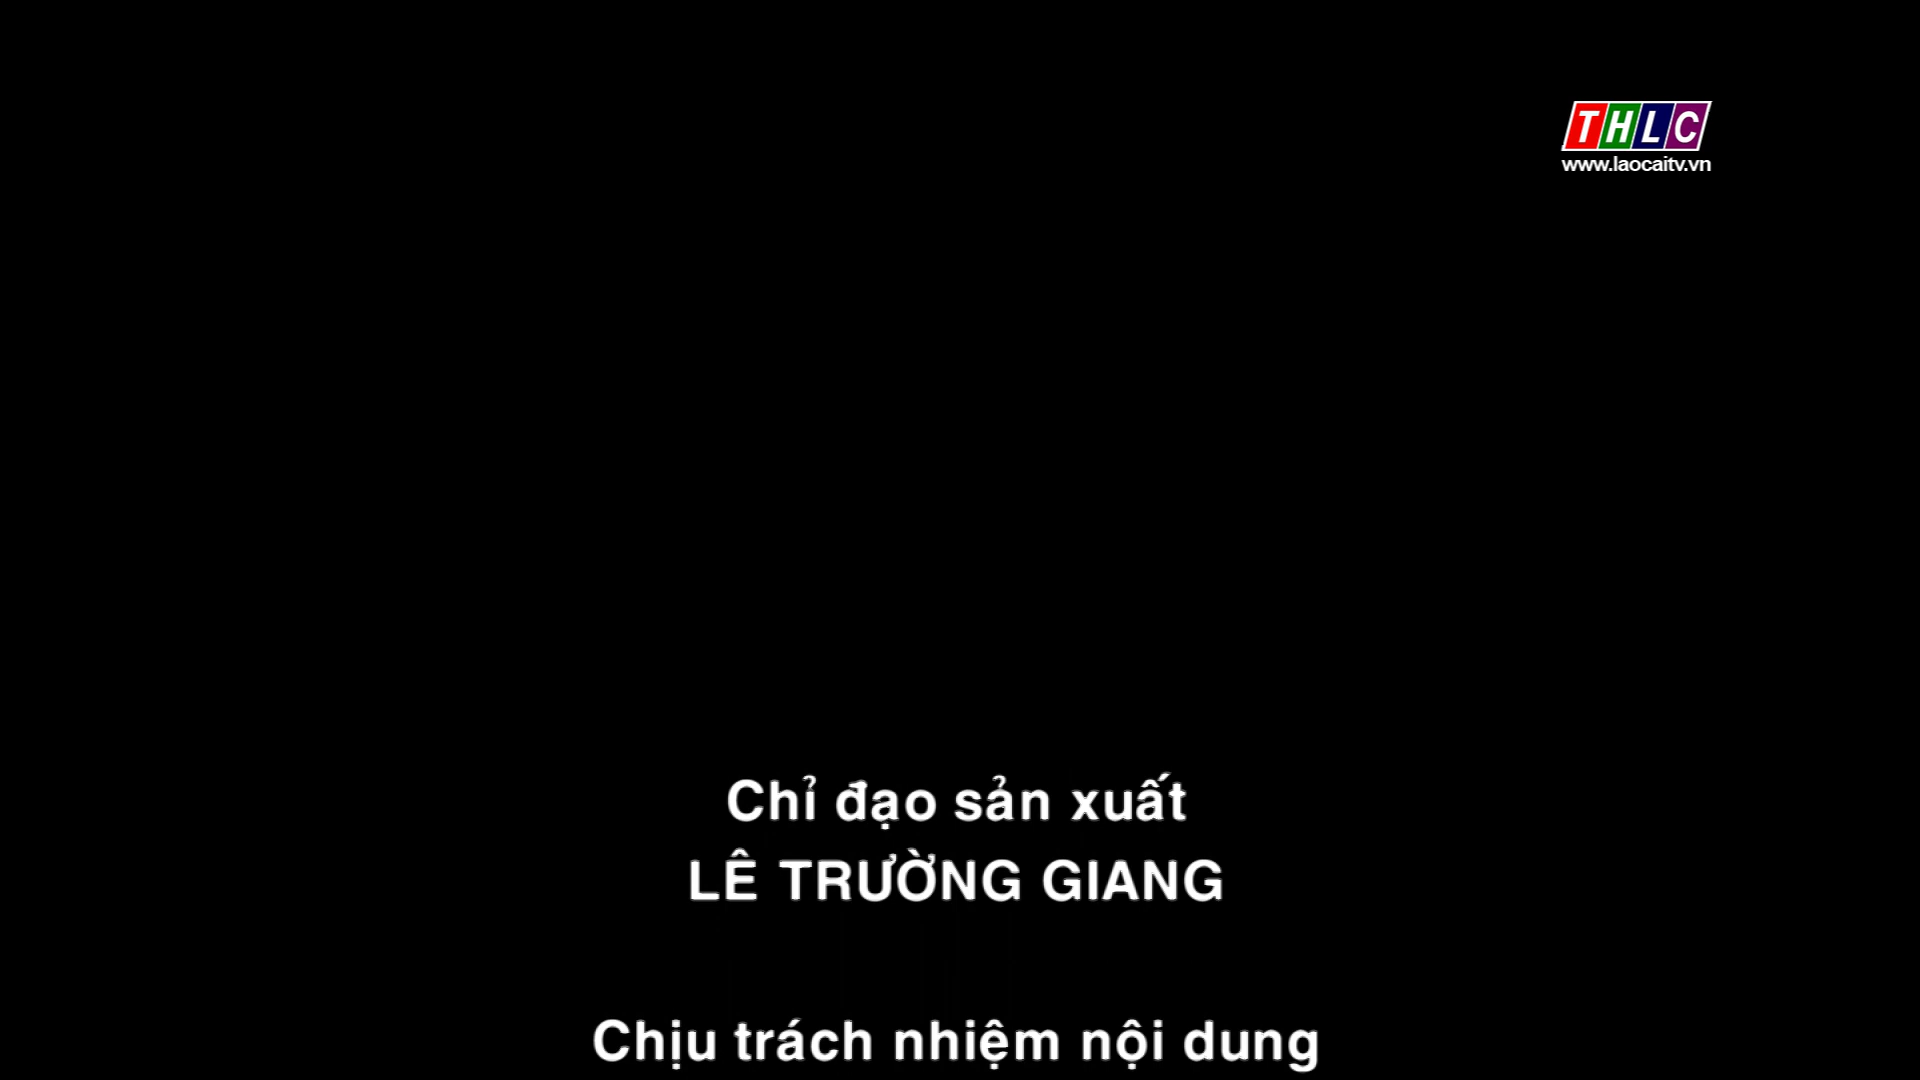 THLC
www.laocaitv.vn
Chỉ đạo sản xuất
LÊ TRƯỜNG GIANG
Chịu trách nhiệm nội dung